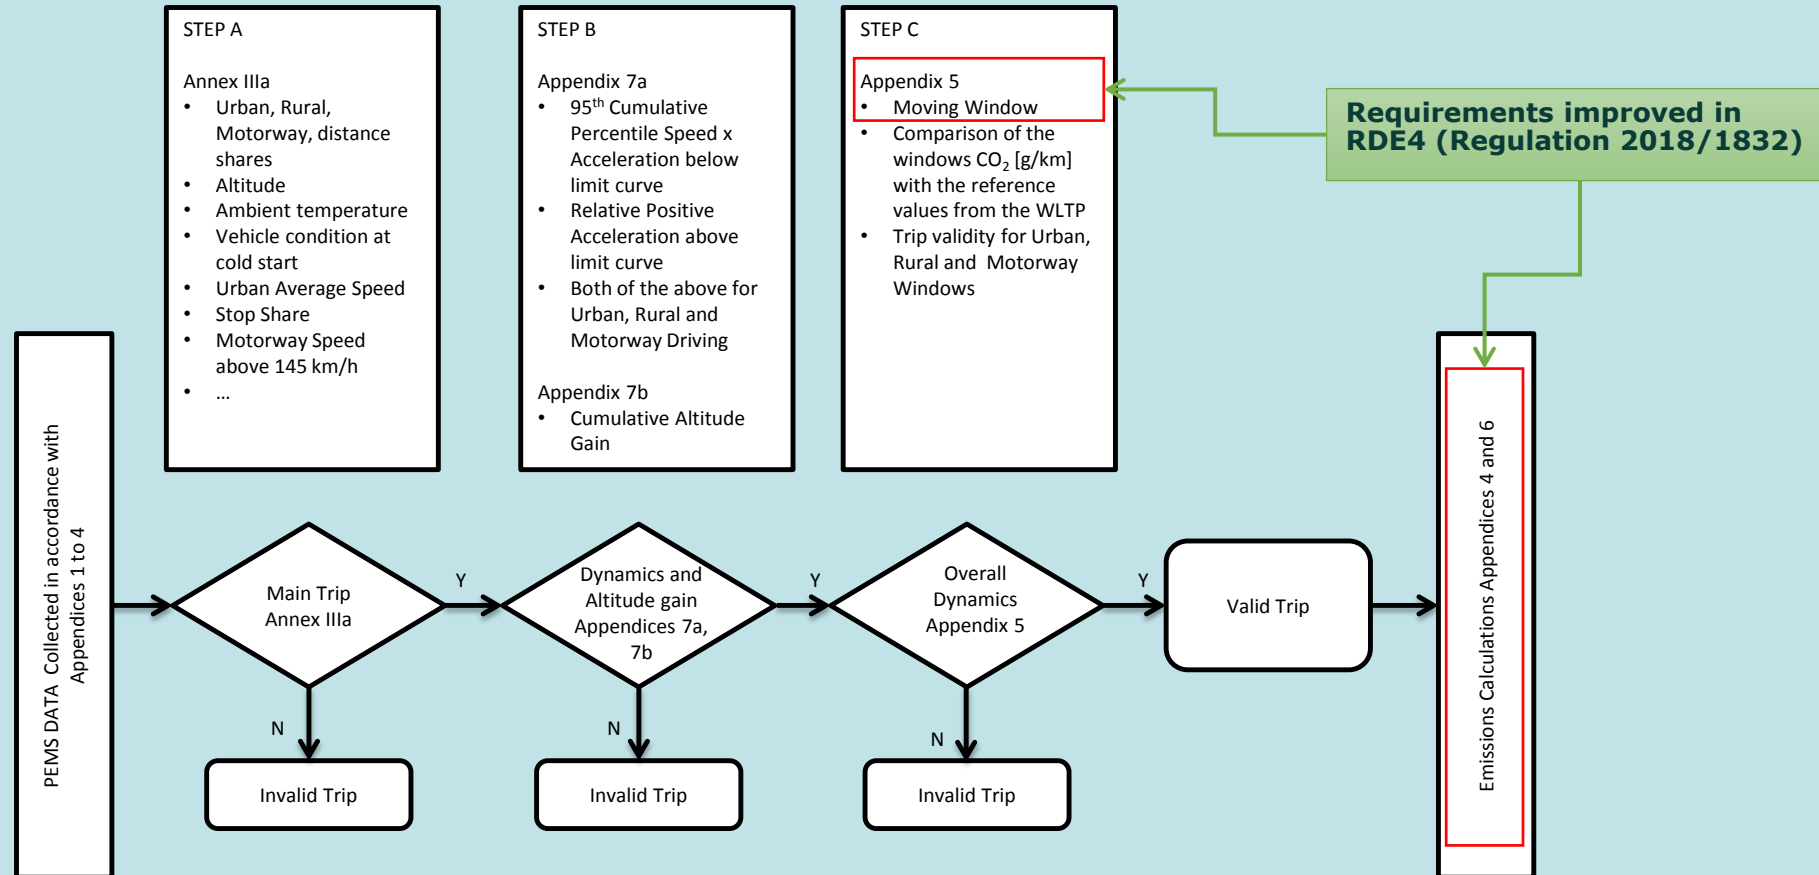 STEP A
Annex IIIa
• Urban, Rural,
Motorway, distance
shares
• Altitude
• Ambient temperature
• Vehicle condition at
cold start
• Urban Average Speed
• Stop Share
• Motorway Speed
above 145 km/h
• ...
STEP B
Appendix 7a
• 95th Cumulative
Percentile Speed x
Acceleration below
limit curve
• Relative Positive
Acceleration above
limit curve
• Both of the above for
Urban, Rural and
Motorway Driving
Appendix 7b
• Cumulative Altitude
Gain
STEP C
Appendix 5
• Moving Window
• Comparison of the
windows CO2 [g/km]
with the reference
values from the WLTP
• Trip validity for Urban,
Rural and Motorway
Windows
Requirements improved in
RDE4 (Regulation 2018/1832)
PEMS DATA Collected in accordance with
Appendices 1 to 4
Main Trip
Annex IIIa
Y
N
Invalid Trip
Dynamics and
Altitude gain
Appendices 7a,
7b
Y
N
Invalid Trip
Overall
Dynamics
Appendix 5
Y
N
Invalid Trip
Valid Trip
Emissions Calculations Appendices 4 and 6